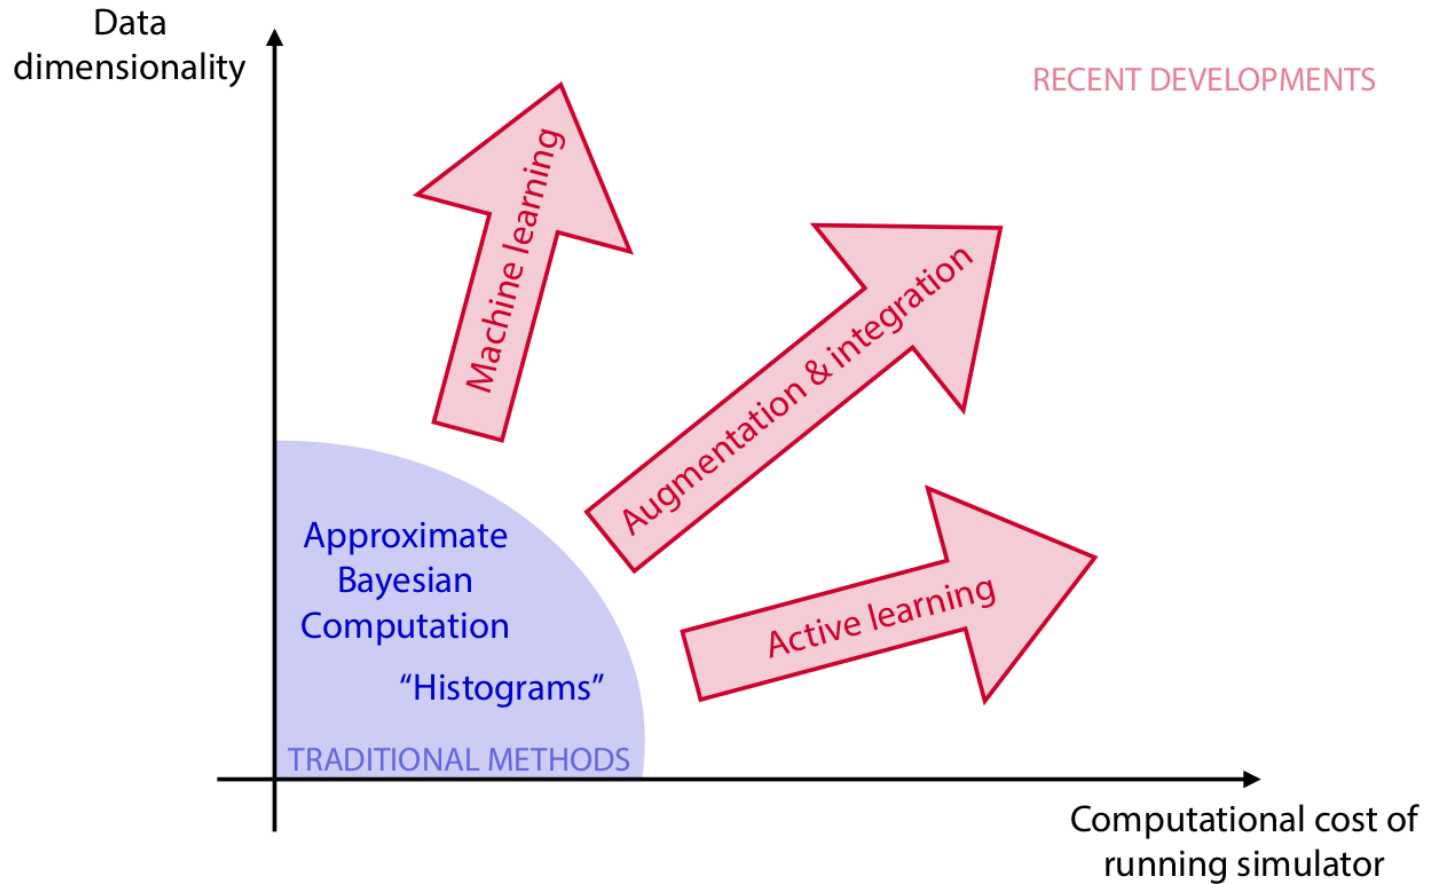 Data
dimensionality
RECENT DEVELOPMENTS
Machine learning
Augmentation & integration
Active learning
Approximate
Bayesian
Computation
“Histograms”
TRADITIONAL METHODS
Computational cost of
running simulator